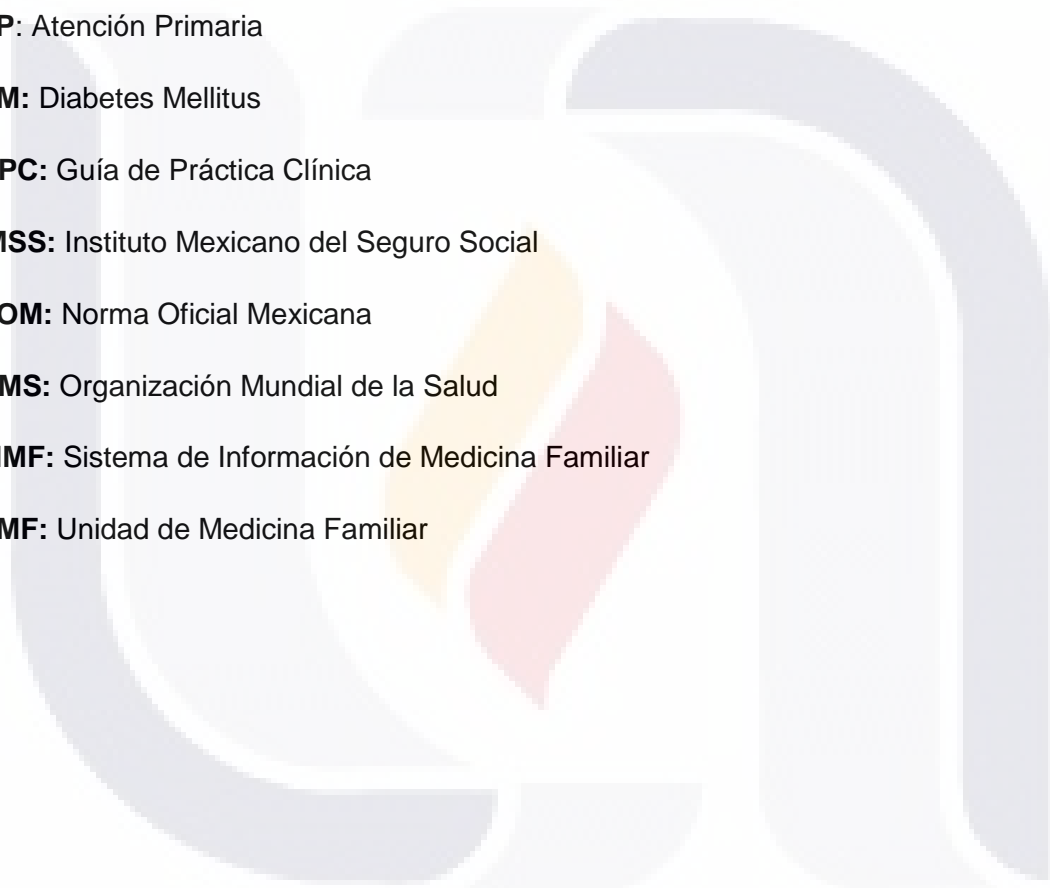 P: Atención Primaria
M: Diabetes Mellitus
PC: Guía de Práctica Clínica
MSS: Instituto Mexicano del Seguro Social
OM: Norma Oficial Mexicana
MS: Organización Mundial de la Salud
IMF: Sistema de Información de Medicina Familiar
MF: Unidad de Medicina Familiar